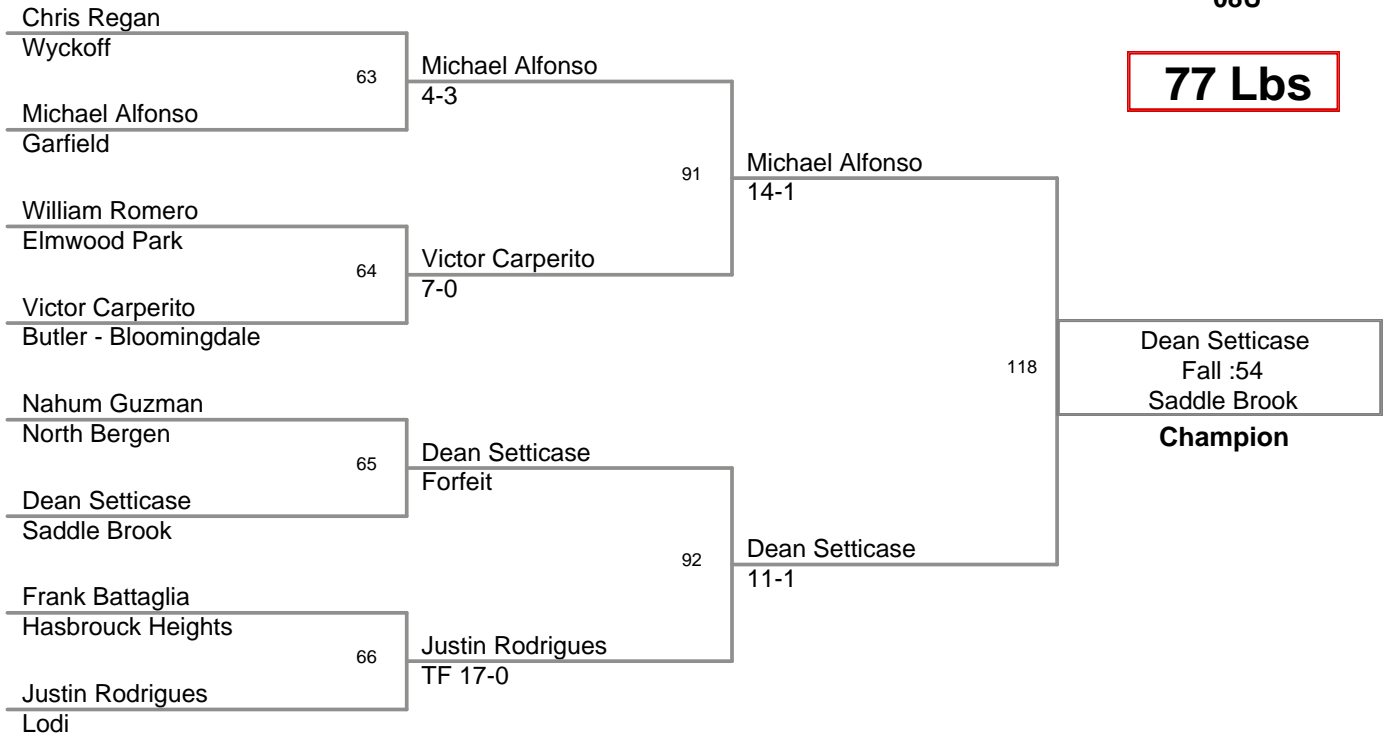 08U
77 Lbs
Chris Regan
Wyckoff
63
Michael Alfonso
Garfield
Michael Alfonso
4-3
William Romero
Elmwood Park
64
Victor Carperito
Butler - Bloomingdale
Victor Carperito
7-0
91
Michael Alfonso
14-1
Nahum Guzman
North Bergen
65
Dean Setticase
Saddle Brook
Dean Setticase
Forfeit
Frank Battaglia
Hasbrouck Heights
66
Justin Rodrigues
Lodi
Justin Rodrigues
TF 17-0
92
Dean Setticase
11-1
118
Dean Setticase
Fall :54
Saddle Brook
Champion